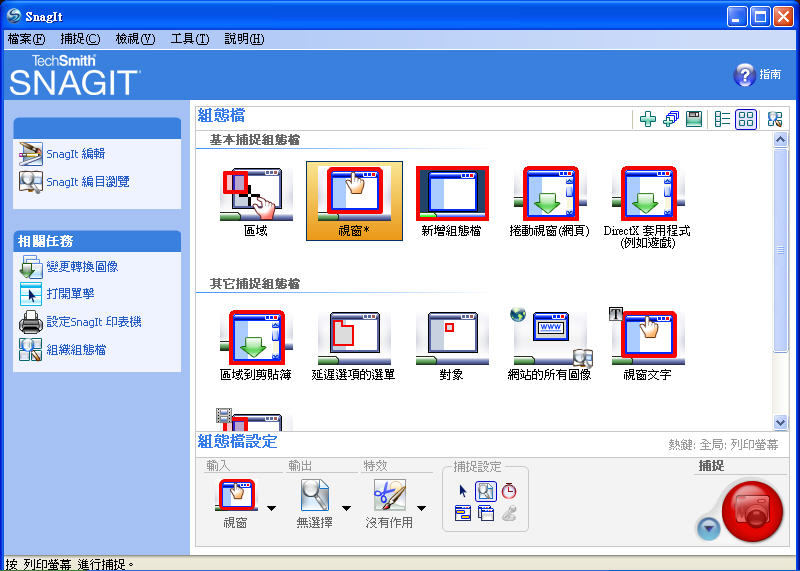 SnagIt
檔案(F) 捕捉(C) 檢視(V) 工具(T) 說明(H)
TechSmith
SNAGIT
指南
SnagIt 編輯
SnagIt 編目瀏覽
相關任務
變更轉換圖像
打開單擊
設定SnagIt 印表機
組織組態檔
組態檔
基本捕捉組態檔
區域
視窗*
新增組態檔
捲動視窗(網頁)
DirectX 套用程式
(例如遊戲)
其它捕捉組態檔
區域到剪貼簿
延遲選項的選單
對象
WWW
網站的所有圖像
T
視窗文字
組態檔設定
熱鍵: 全局: 列印螢幕
輸入
輸出
特效
捕捉設定
捕捉
視窗
無選擇
沒有作用
按 列印螢幕 進行捕捉。